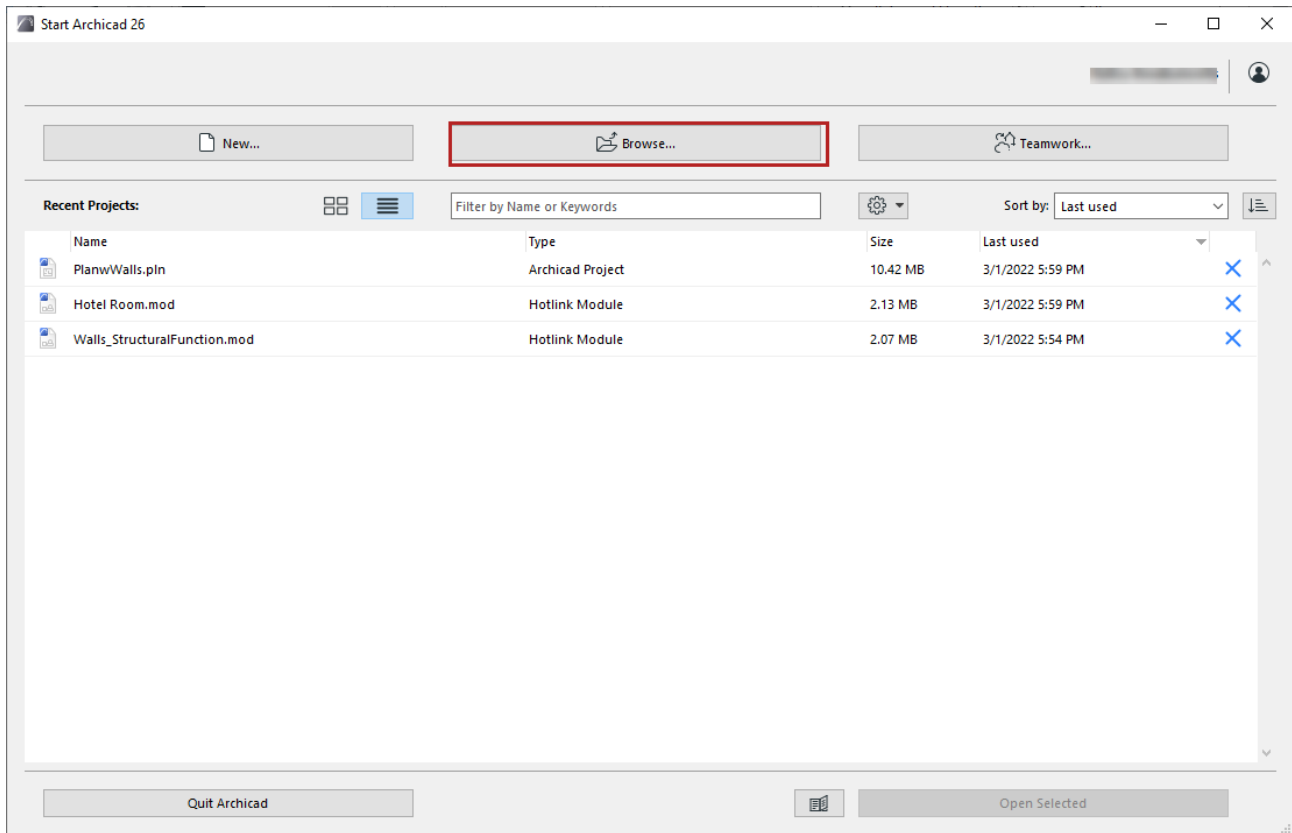 Start Archicad 26
New...
Browse...
Teamwork...
Recent Projects:
Filter by Name or Keywords
Sort by: Last used
Name Type Size Last used
PlanwWalls.pln Archicad Project 10.42 MB 3/1/2022 5:59 PM
Hotel Room.mod Hotlink Module 2.13 MB 3/1/2022 5:59 PM
Walls_StructuralFunction.mod Hotlink Module 2.07 MB 3/1/2022 5:54 PM
Quit Archicad
Open Selected